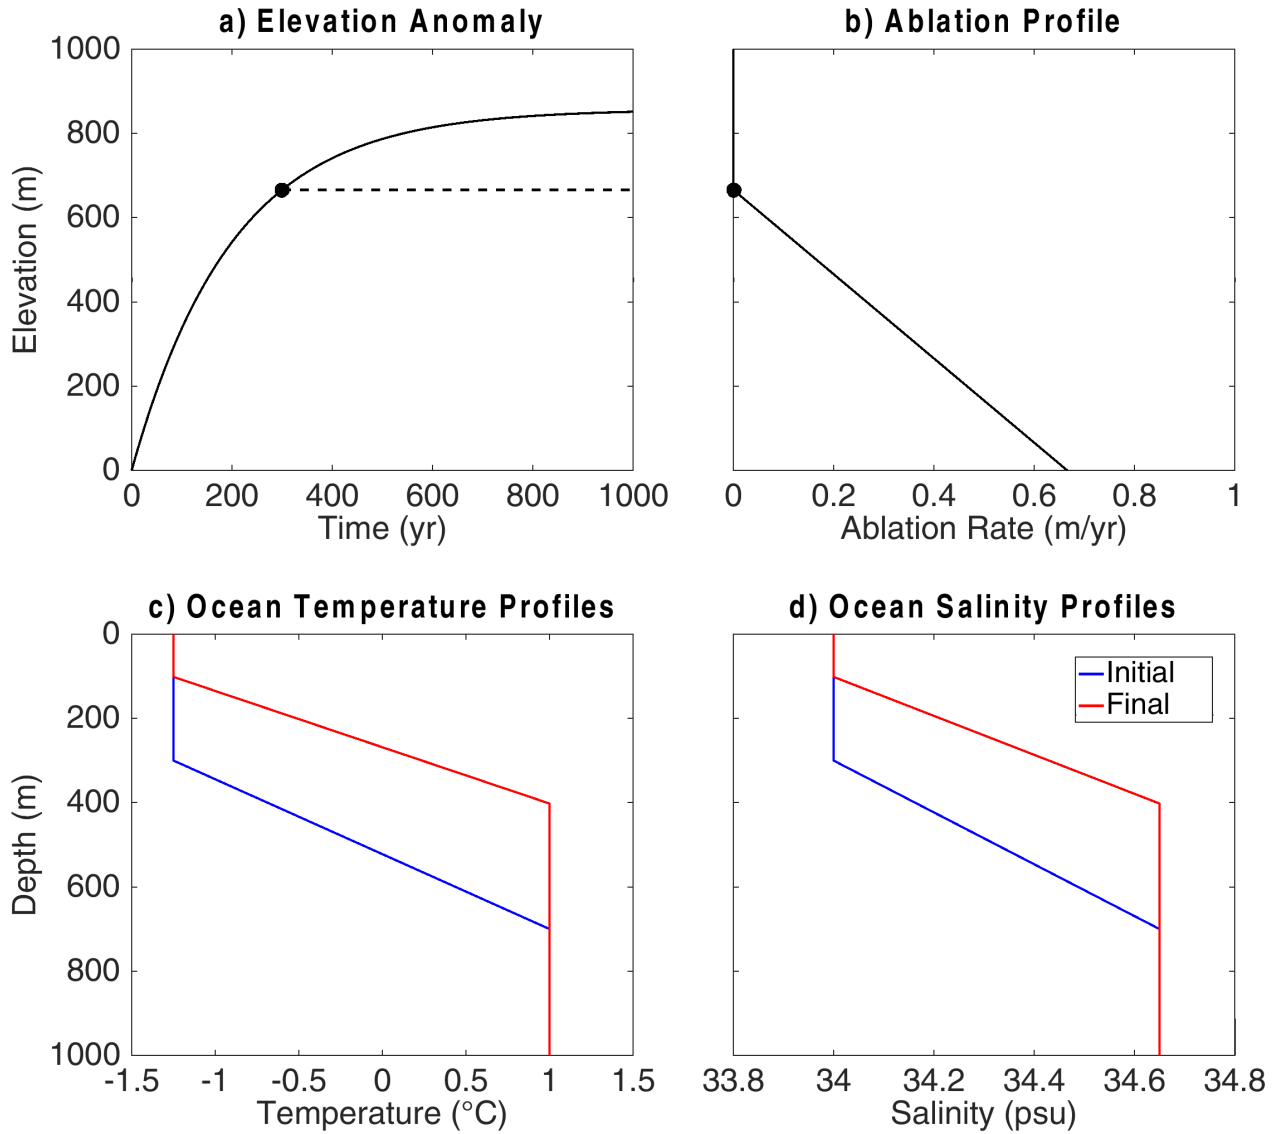 a) Elevation Anomaly
b) Ablation Profile
Elevation (m)
1000
800
600
400
200
0
0 200 400 600 800 1000
Time (yr)
0 0.2 0.4 0.6 0.8 1
Ablation Rate (m/yr)
c) Ocean Temperature Profiles
d) Ocean Salinity Profiles
Depth (m)
0
200
400
600
800
1000
-1.5 -1 -0.5 0 0.5 1 1.5
Temperature (°C)
Initial
Final
33.8 34 34.2 34.4 34.6 34.8
Salinity (psu)